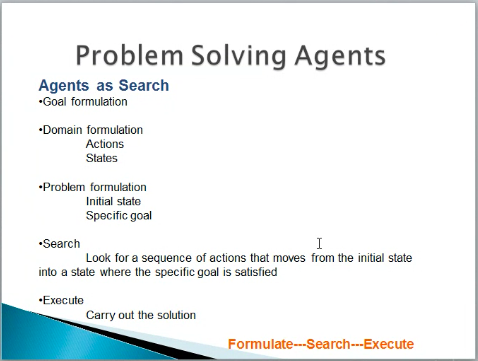 Problem Solving Agents
Agents as Search
•Goal formulation
•Domain formulation
Actions
States
•Problem formulation
Initial state
Specific goal
•Search
Look for a sequence of actions that moves from the initial state
into a state where the specific goal is satisfied
•Execute
Carry out the solution
Formulate---Search---Execute